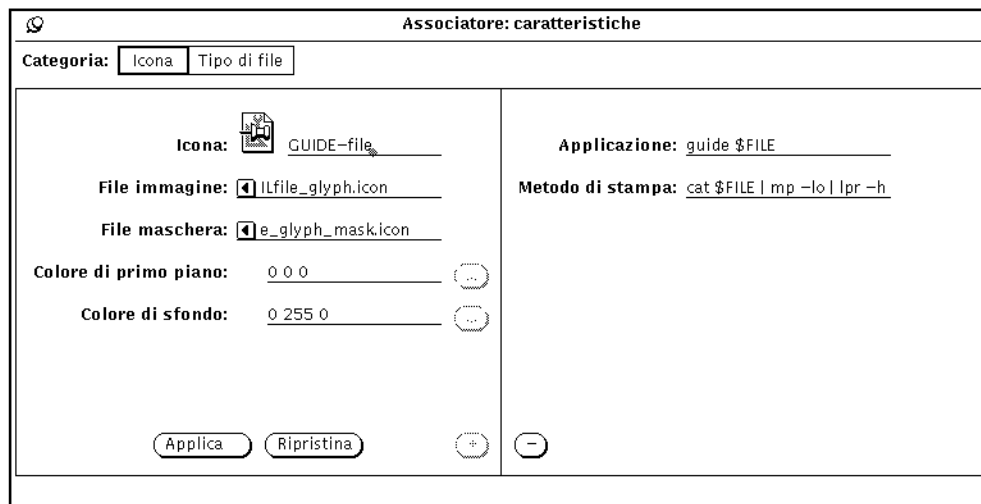 Associatore: caratteristiche
Categoria: Icona Tipo di file
Icona: GUIDE-file
File immagine: ILfile_glyph.icon
File maschera: e_glyph_mask.icon
Colore di primo piano: 0 0 0 ...
Colore di sfondo: 0 255 0 ...
Applica Ripristina +
Applicazione: guide $FILE
Metodo di stampa: cat $FILE | mp -lo | lpr -h
-